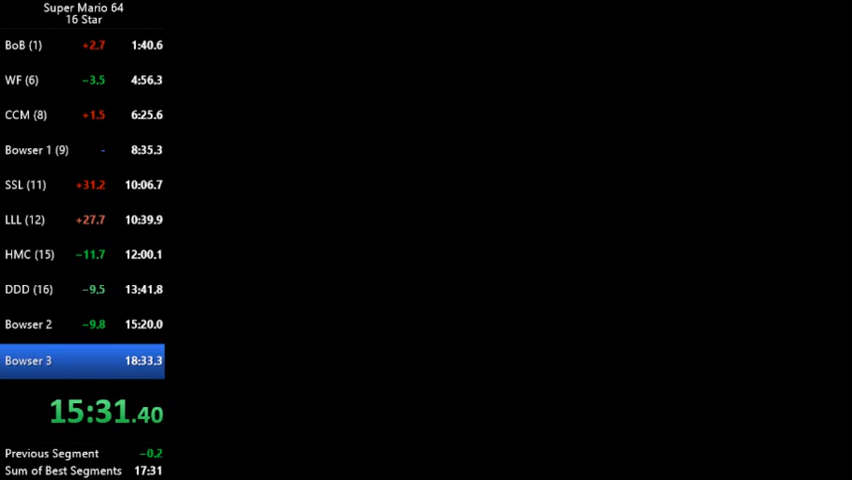 Super Mario 64
16 Star
BoB (1) +2.7 1:40.6
WF (6) −3.5 4:56.3
CCM (8) +1.5 6:25.6
Bowser 1 (9) - 8:35.3
SSL (11) +31.2 10:06.7
LLL (12) +27.7 10:39.9
HMC (15) −11.7 12:00.1
DDD (16) −9.5 13:41.8
Bowser 2 −9.8 15:20.0
Bowser 3 18:33.3
15:31.40
Previous Segment −0.2
Sum of Best Segments 17:31